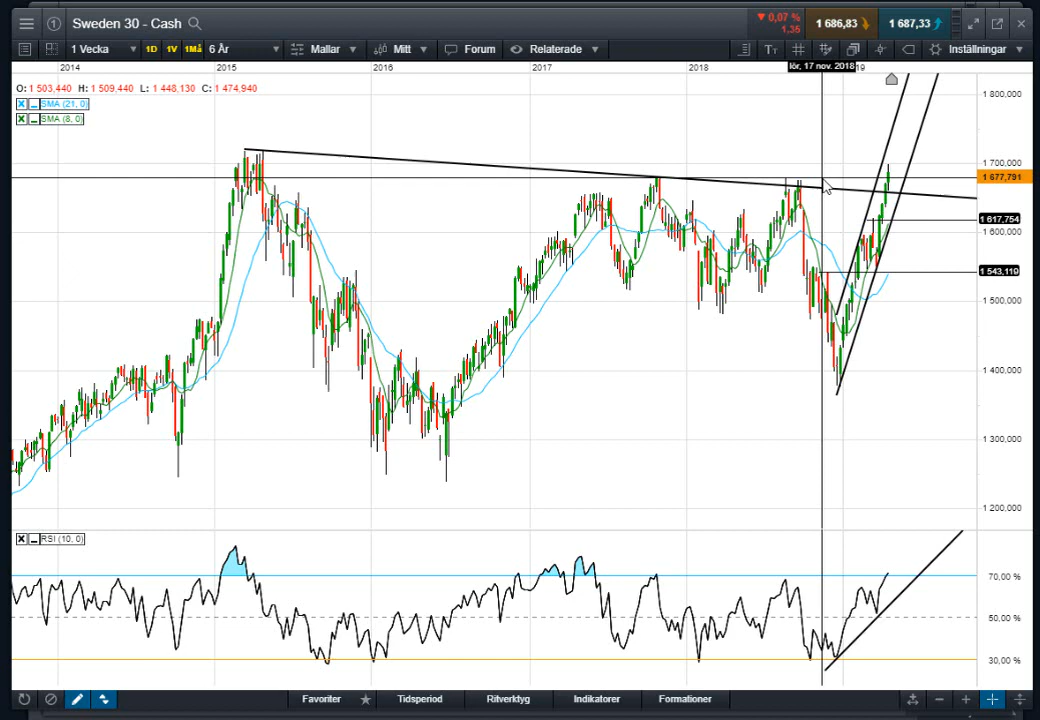 1 Sweden 30 - Cash ▼ 0,07 % 1,35 1 686,83 1 687,33
1 Vecka 1D 1V 1Må 6 År Mallar Mitt Forum Relaterade Inställningar
2014 2015 2016 2017 2018 lör, 17 nov. 2018 19
O: 1 503,440 H: 1 509,440 L: 1 448,130 C: 1 474,940
SMA (21, 0)
SMA (8, 0)
1 800,000
1 700,000
1 677,791
1 617,754
1 600,000
1 543,119
1 500,000
1 400,000
1 300,000
1 200,000
RSI (10, 0)
70,00 %
50,00 %
30,00 %
Favoriter Tidsperiod Ritverktyg Indikatorer Formationer